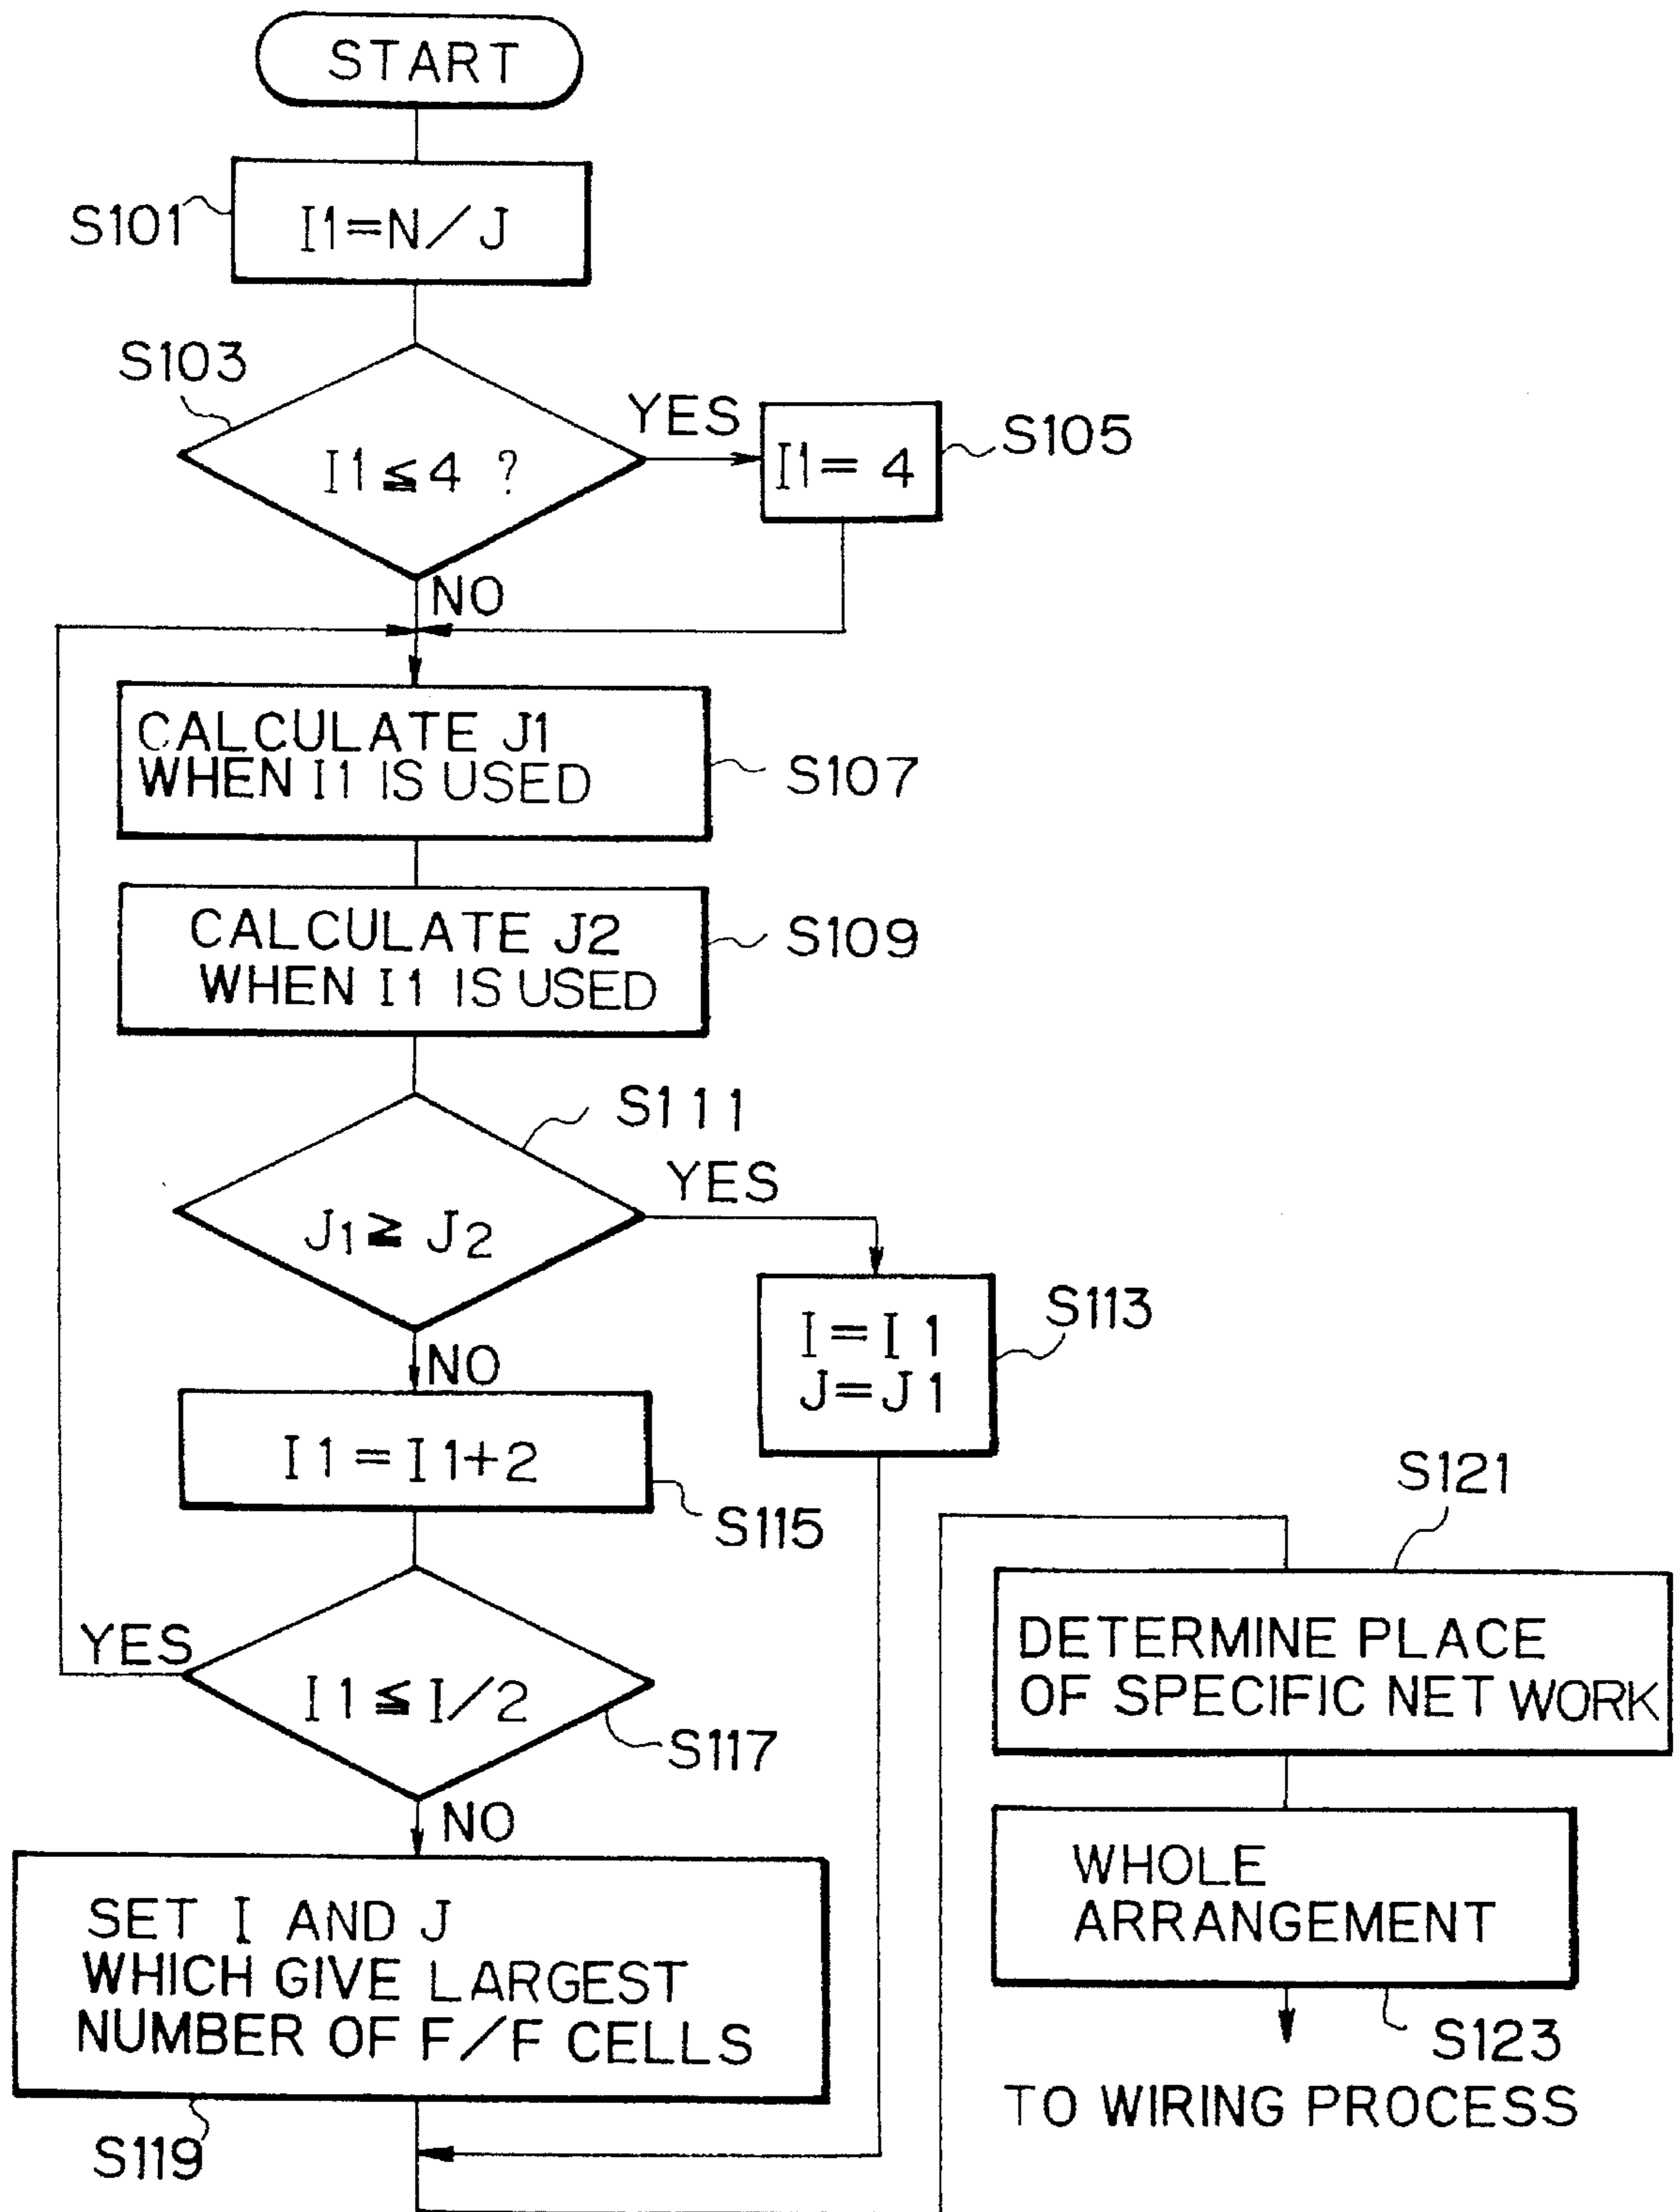 START
S101
I1=N/J
S103
I1≦4 ?
YES
I1= 4
S105
NO
CALCULATE J1
WHEN I1 IS USED
S107
CALCULATE J2
WHEN I1 IS USED
S109
S111
J1≧ J2
YES
I=I1
J=J1
S113
NO
I1=I1+2
S115
YES
I1≦I/2
S117
NO
SET I AND J
WHICH GIVE LARGEST
NUMBER OF F/F CELLS
S119
S121
DETERMINE PLACE
OF SPECIFIC NET WORK
WHOLE
ARRANGEMENT
S123
TO WIRING PROCESS